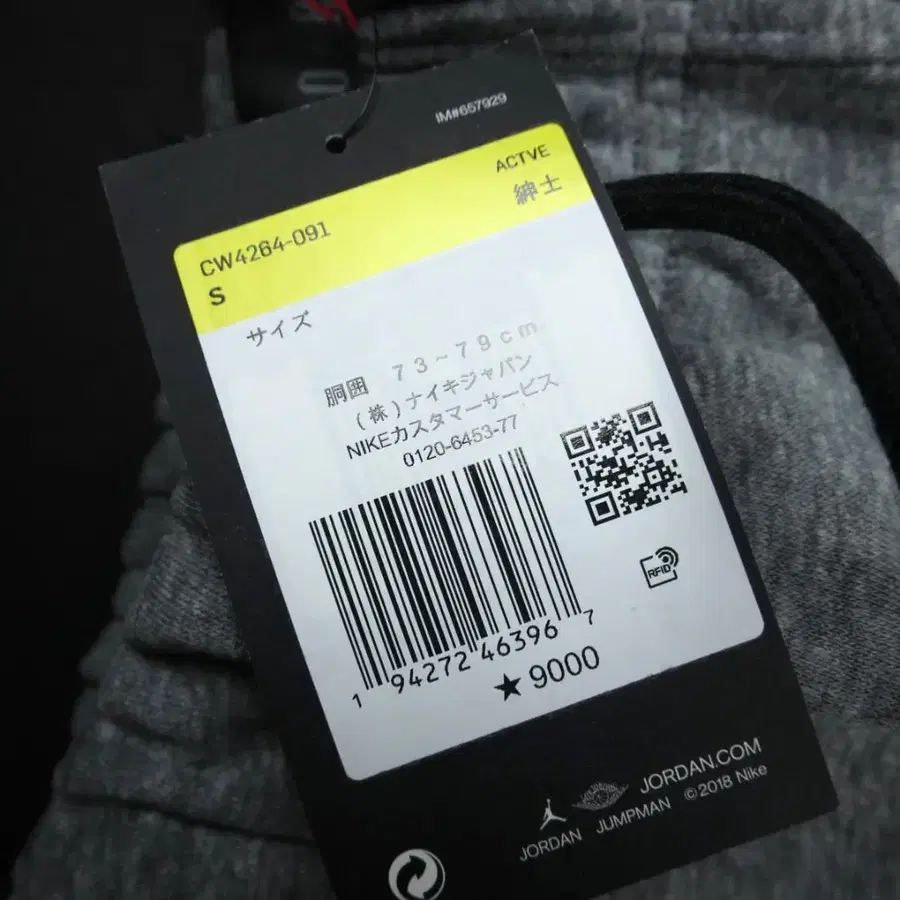 IM#657929
ACTVE
紳士
CW4264-091
S
サイズ
胴囲 73~79cm
(株)ナイキジャパン
NIKEカスタマーサービス
0120-6453-77
RFID
1 94272 46396 7
★9000
JORDAN.COM
JORDAN JUMPMAN ©2018 Nike